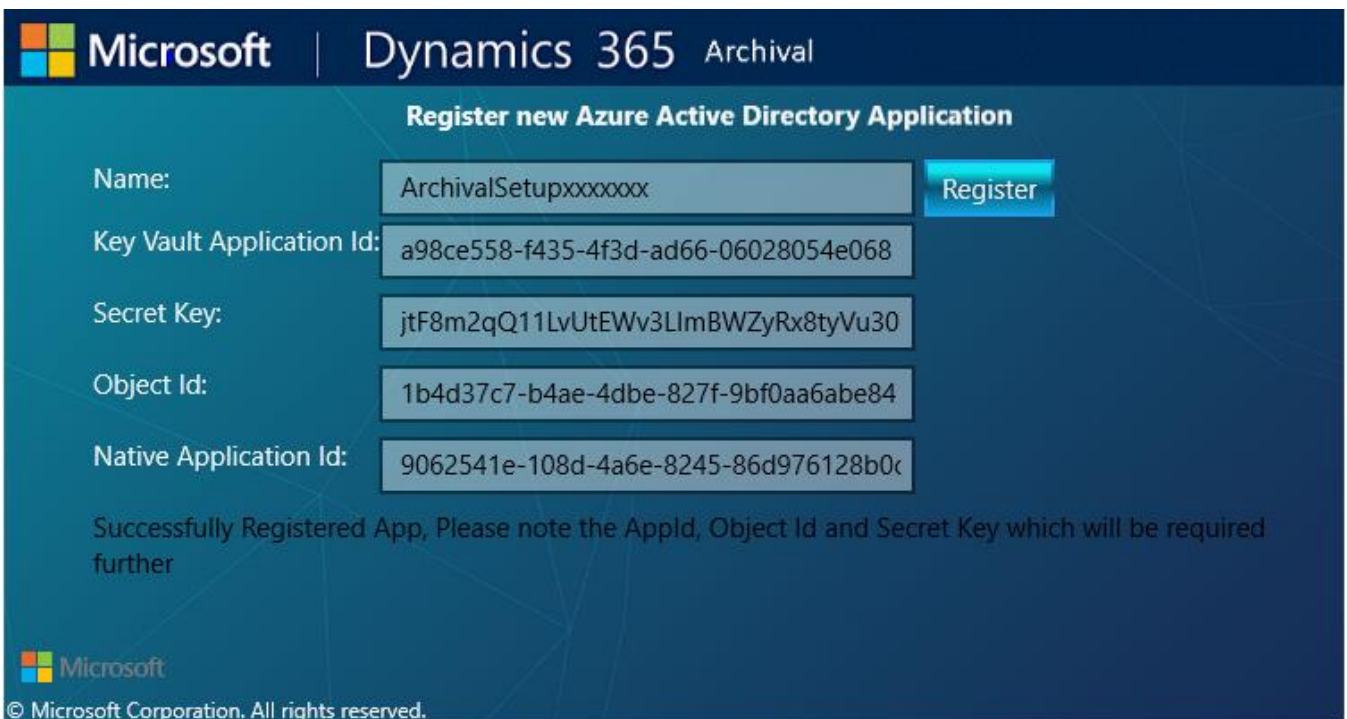 Microsoft | Dynamics 365 Archival
Register new Azure Active Directory Application
Name: ArchivalSetupxxxxxxx Register
Key Vault Application Id: a98ce558-f435-4f3d-ad66-06028054e068
Secret Key: jtF8m2qQ11LvUtEWv3LImBWZyRx8tyVu30
Object Id: 1b4d37c7-b4ae-4dbe-827f-9bf0aa6abe84
Native Application Id: 9062541e-108d-4a6e-8245-86d976128b0c
Successfully Registered App, Please note the AppId, Object Id and Secret Key which will be required
further
Microsoft
© Microsoft Corporation. All rights reserved.